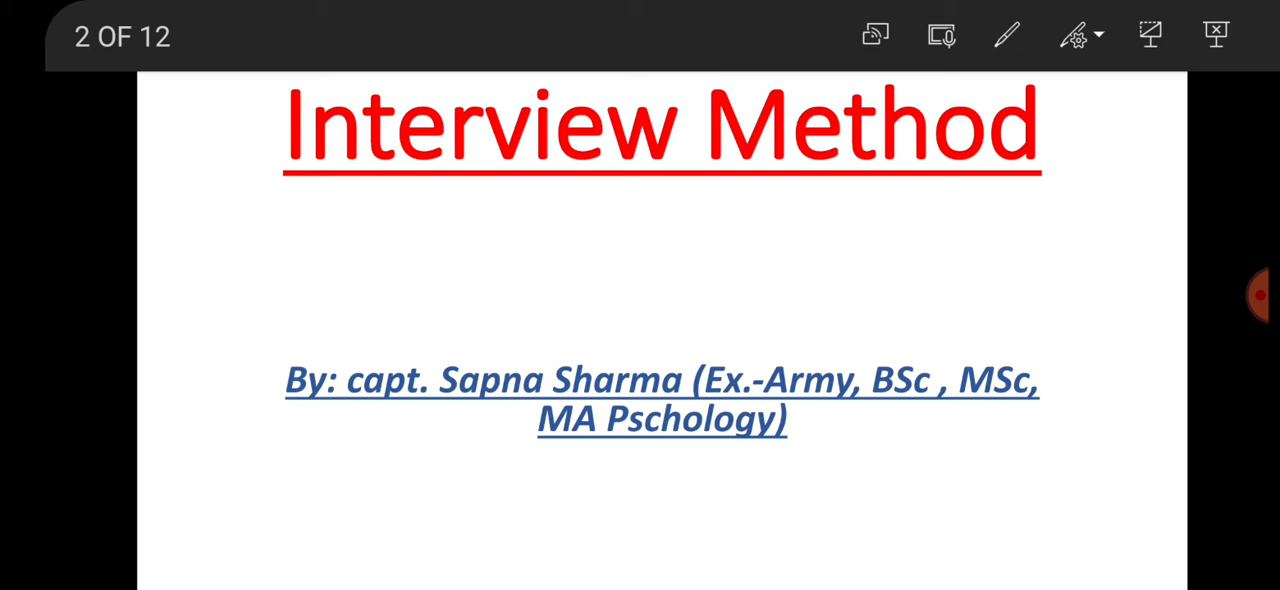 2 OF 12
Interview Method
By: capt. Sapna Sharma (Ex.-Army, BSc , MSc,
MA Pschology)